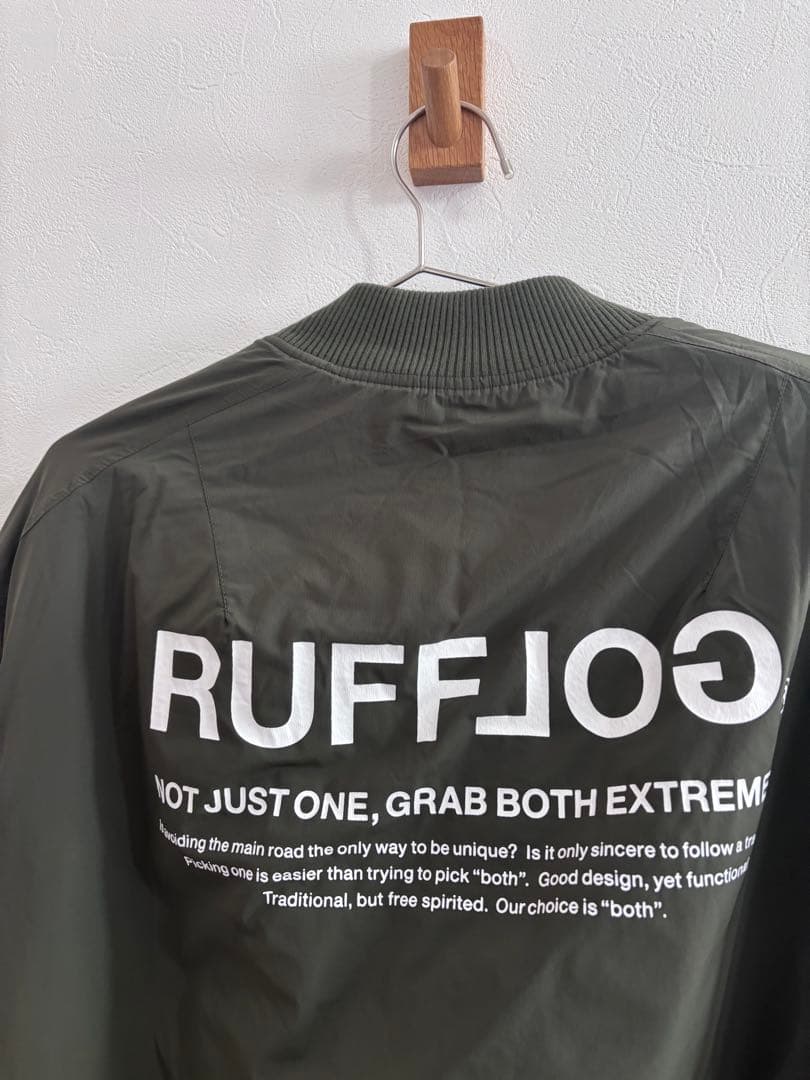 RUFFLOG
NOT JUST ONE, GRAB BOTH EXTREME
avoiding the main road the only way to be unique? Is it only sincere to follow a
Picking one is easier than trying to pick “both”. Good design, yet functional
Traditional, but free spirited. Our choice is “both”.